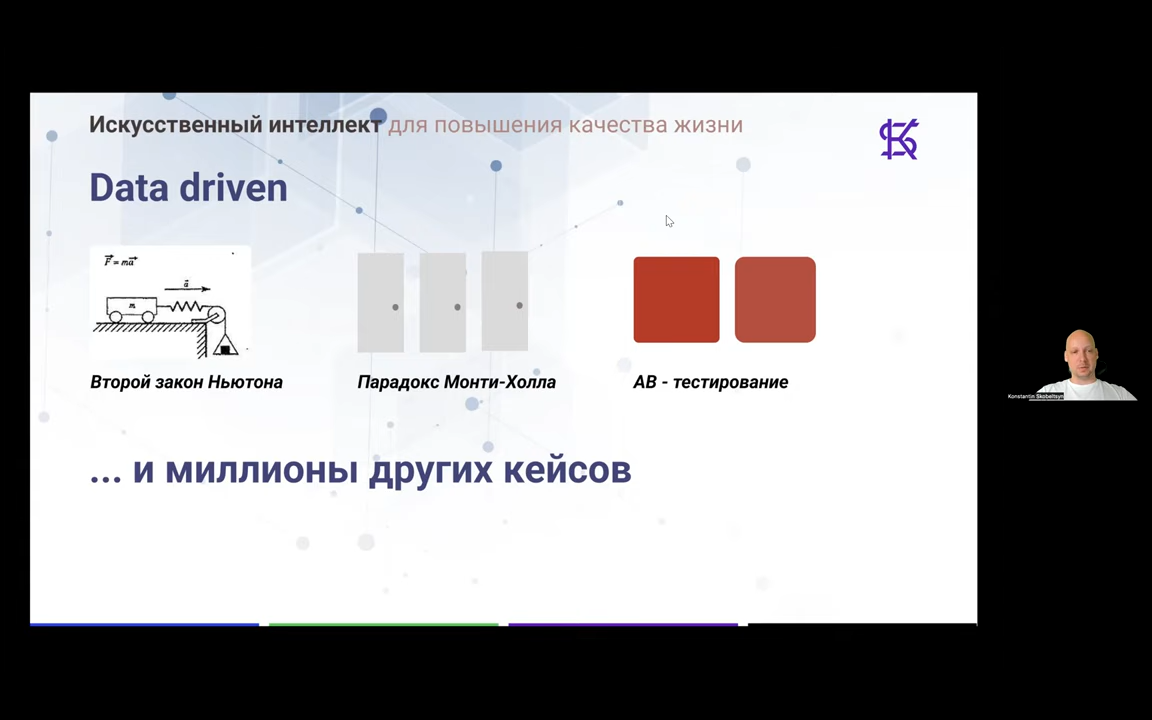 Искусственный интеллект для повышения качества жизни
Data driven
F = ma
a
m
Второй закон Ньютона
Парадокс Монти-Холла
АВ - тестирование
... и миллионы других кейсов
Konstantin Skobeltsyn